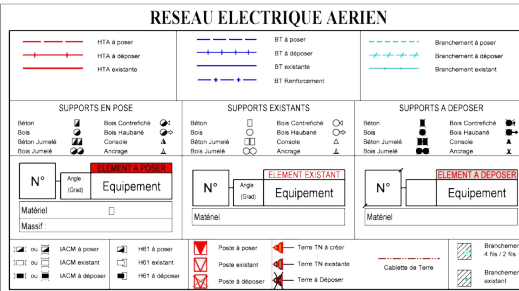 RESEAU ELECTRIQUE AERIEN
HTA à poser
HTA à déposer
HTA existante
BT à poser
BT à déposer
BT existante
BT Renforcement
Branchement à poser
Branchement à déposer
Branchement existant
SUPPORTS EN POSE
Béton
Bois Contrefiché
Bois
Bois Haubané
Béton Jumelé
Console
Bois Jumelé
Ancrage
SUPPORTS EXISTANTS
Béton
Bois Contrefiché
Bois
Bois Haubané
Béton Jumelé
Console
Bois Jumelé
Ancrage
SUPPORTS A DEPOSER
Béton
Bois Contrefiché
Bois
Bois Haubané
Béton Jumelé
Console
Bois Jumelé
Ancrage
N°
Angle
(Grad)
ELEMENT A POSER
Equipement
Matériel
Massif :
N°
Angle
(Grad)
ELEMENT EXISTANT
Equipement
Matériel
N°
Angle
(Grad)
ELEMENT A DEPOSER
Equipement
Matériel
ou IACM à poser
ou IACM existant
ou IACM à déposer
H61 à poser
H61 existant
H61 à déposer
Poste à poser
Poste existant
Poste à Déposer
Terre TN à créer
Terre TN existante
Terre à Déposer
Cablette de Terre
Branchemer
4 fils / 2 fils
Branchemer
existant